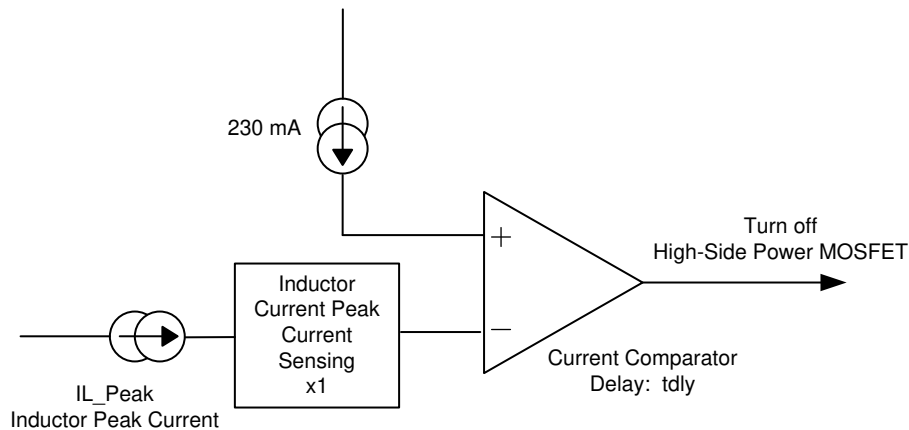 230 mA
+
−
Turn off
High-Side Power MOSFET
Inductor
Current Peak
Current
Sensing
x1
IL_Peak
Inductor Peak Current
Current Comparator
Delay: tdly